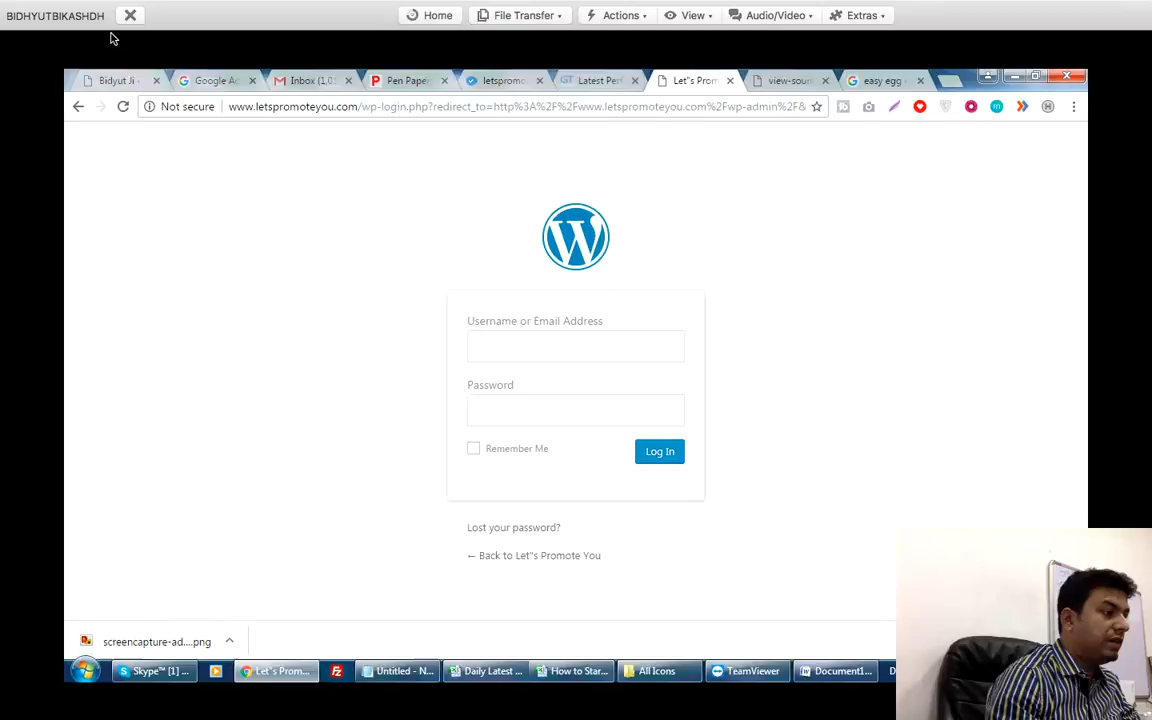 BIDHYUTBIKASHDH
Home File Transfer Actions View Audio/Video Extras
Bidyut Ji Google Ac Inbox (1,0 Pen Paper letspromo Latest Per Let"s Prom view-sour easy egg
Not secure www.letspromoteyou.com/wp-login.php?redirect_to=http%3A%2F%2Fwww.letspromoteyou.com%2Fwp-admin%2F&
Username or Email Address
Password
Remember Me Log In
Lost your password?
← Back to Let"s Promote You
screencapture-ad....png
Skype™ [1] ... Let's Prom... Untitled - N... Daily Latest ... How to Star... All Icons TeamViewer Document1...